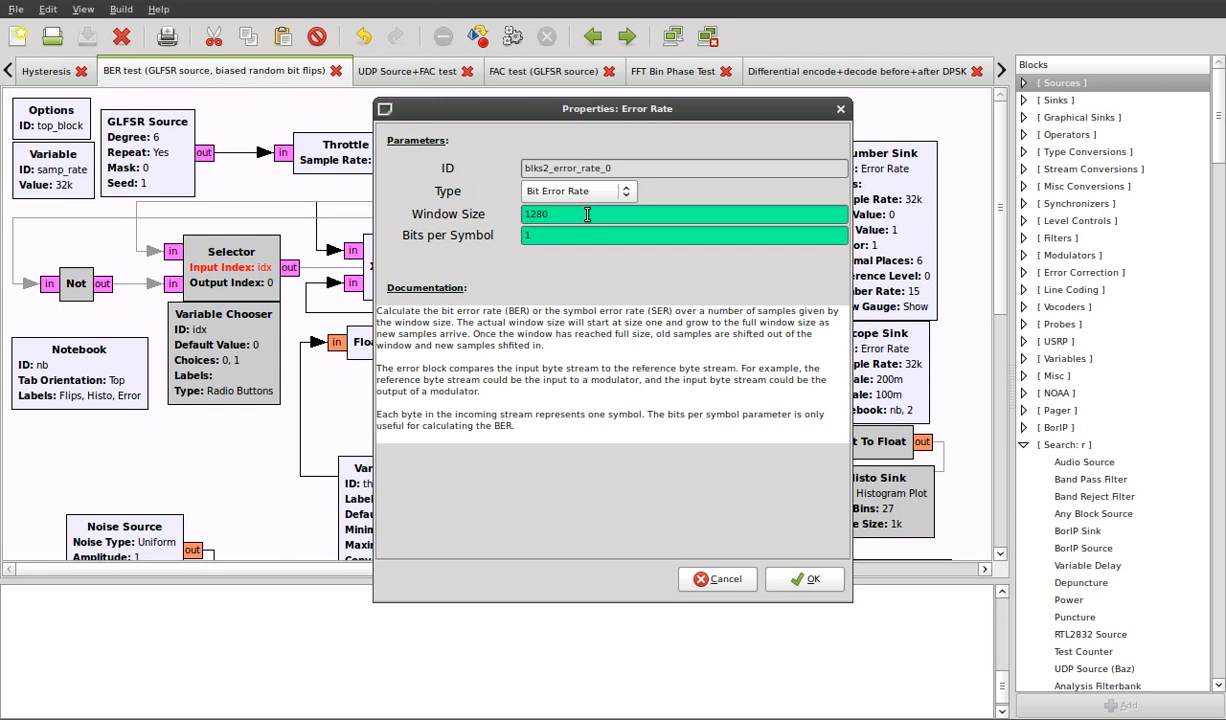 File Edit View Build Help
Hysteresis BER test (GLFSR source, biased random bit flips) UDP Source+FAC test FAC test (GLFSR source) FFT Bin Phase Test Differential encode+decode before+after DPSK
Options
ID: top_block
Variable
ID: samp_rate
Value: 32k
GLFSR Source
Degree: 6
Repeat: Yes
Mask: 0
Seed: 1
out
in
Throttle
Sample Rate:
in
in
Not
in
out
Selector
Input Index: idx
Output Index: 0
in
in
out
Variable Chooser
ID: idx
Default Value: 0
Choices: 0, 1
Labels:
Type: Radio Buttons
Notebook
ID: nb
Tab Orientation: Top
Labels: Flips, Histo, Error
in
Noise Source
Noise Type: Uniform
Amplitude: 1
out
Properties: Error Rate
Parameters:
ID blks2_error_rate_0
Type Bit Error Rate
Window Size 1280
Bits per Symbol 1
Documentation:
Calculate the bit error rate (BER) or the symbol error rate (SER) over a number of samples given by
the window size. The actual window size will start at size one and grow to the full window size as
new samples arrive. Once the window has reached full size, old samples are shifted out of the
window and new samples shfited in.
The error block compares the input byte stream to the reference byte stream. For example, the
reference byte stream could be the input to a modulator, and the input byte stream could be the
output of a modulator.
Each byte in the incoming stream represents one symbol. The bits per symbol parameter is only
useful for calculating the BER.
Cancel OK
umber Sink
: Error Rate
ple Rate: 32k
Value: 0
Value: 1
or: 1
mal Places: 6
rence Level: 0
ber Rate: 15
w Gauge: Show
ope Sink
: Error Rate
ple Rate: 32k
ale: 200m
ale: 100m
ebook: nb, 2
t To Float
out
isto Sink
Histogram Plot
Bins: 27
e Size: 1k
Blocks
[ Sources ]
[ Sinks ]
[ Graphical Sinks ]
[ Operators ]
[ Type Conversions ]
[ Stream Conversions ]
[ Misc Conversions ]
[ Synchronizers ]
[ Level Controls ]
[ Filters ]
[ Modulators ]
[ Error Correction ]
[ Line Coding ]
[ Vocoders ]
[ Probes ]
[ USRP ]
[ Variables ]
[ Misc ]
[ NOAA ]
[ Pager ]
[ BorIP ]
[ Search: r ]
Audio Source
Band Pass Filter
Band Reject Filter
Any Block Source
BorIP Sink
BorIP Source
Variable Delay
Depuncture
Power
Puncture
RTL2832 Source
Test Counter
UDP Source (Baz)
Analysis Filterbank
Add